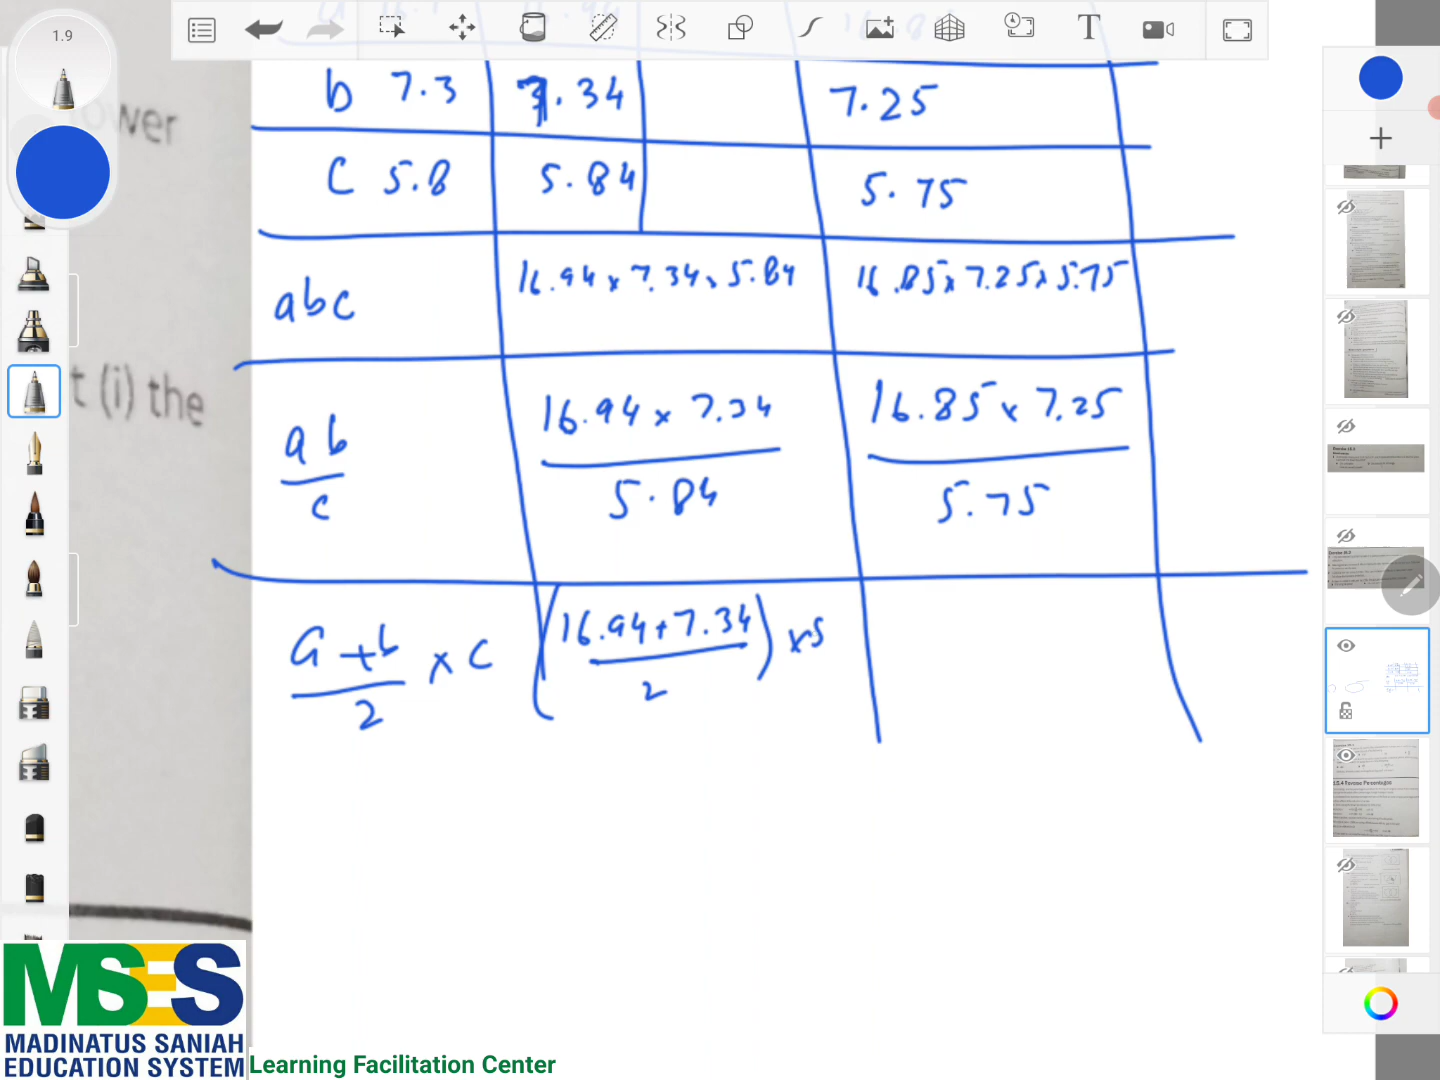 1.9
ower
b 7.3 7.34 7.25
c 5.8 5.84 5.75
abc 16.94 x 7.34 x 5.84 16.85 x 7.25 x 5.75
t (i) the
ab 16.94 x 7.34 16.85 x 7.25
c 5.84 5.75
a + b x c (16.94 + 7.34) x 5
2 2
T
MSES
MADINATUS SANIAH
EDUCATION SYSTEM
Learning Facilitation Center